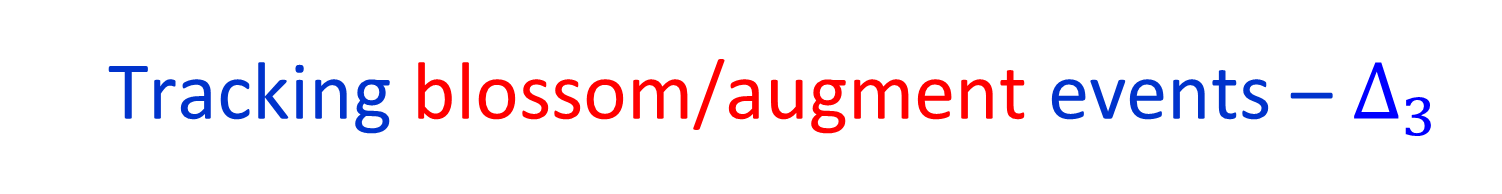 Tracking blossom/augment events – Δ₃